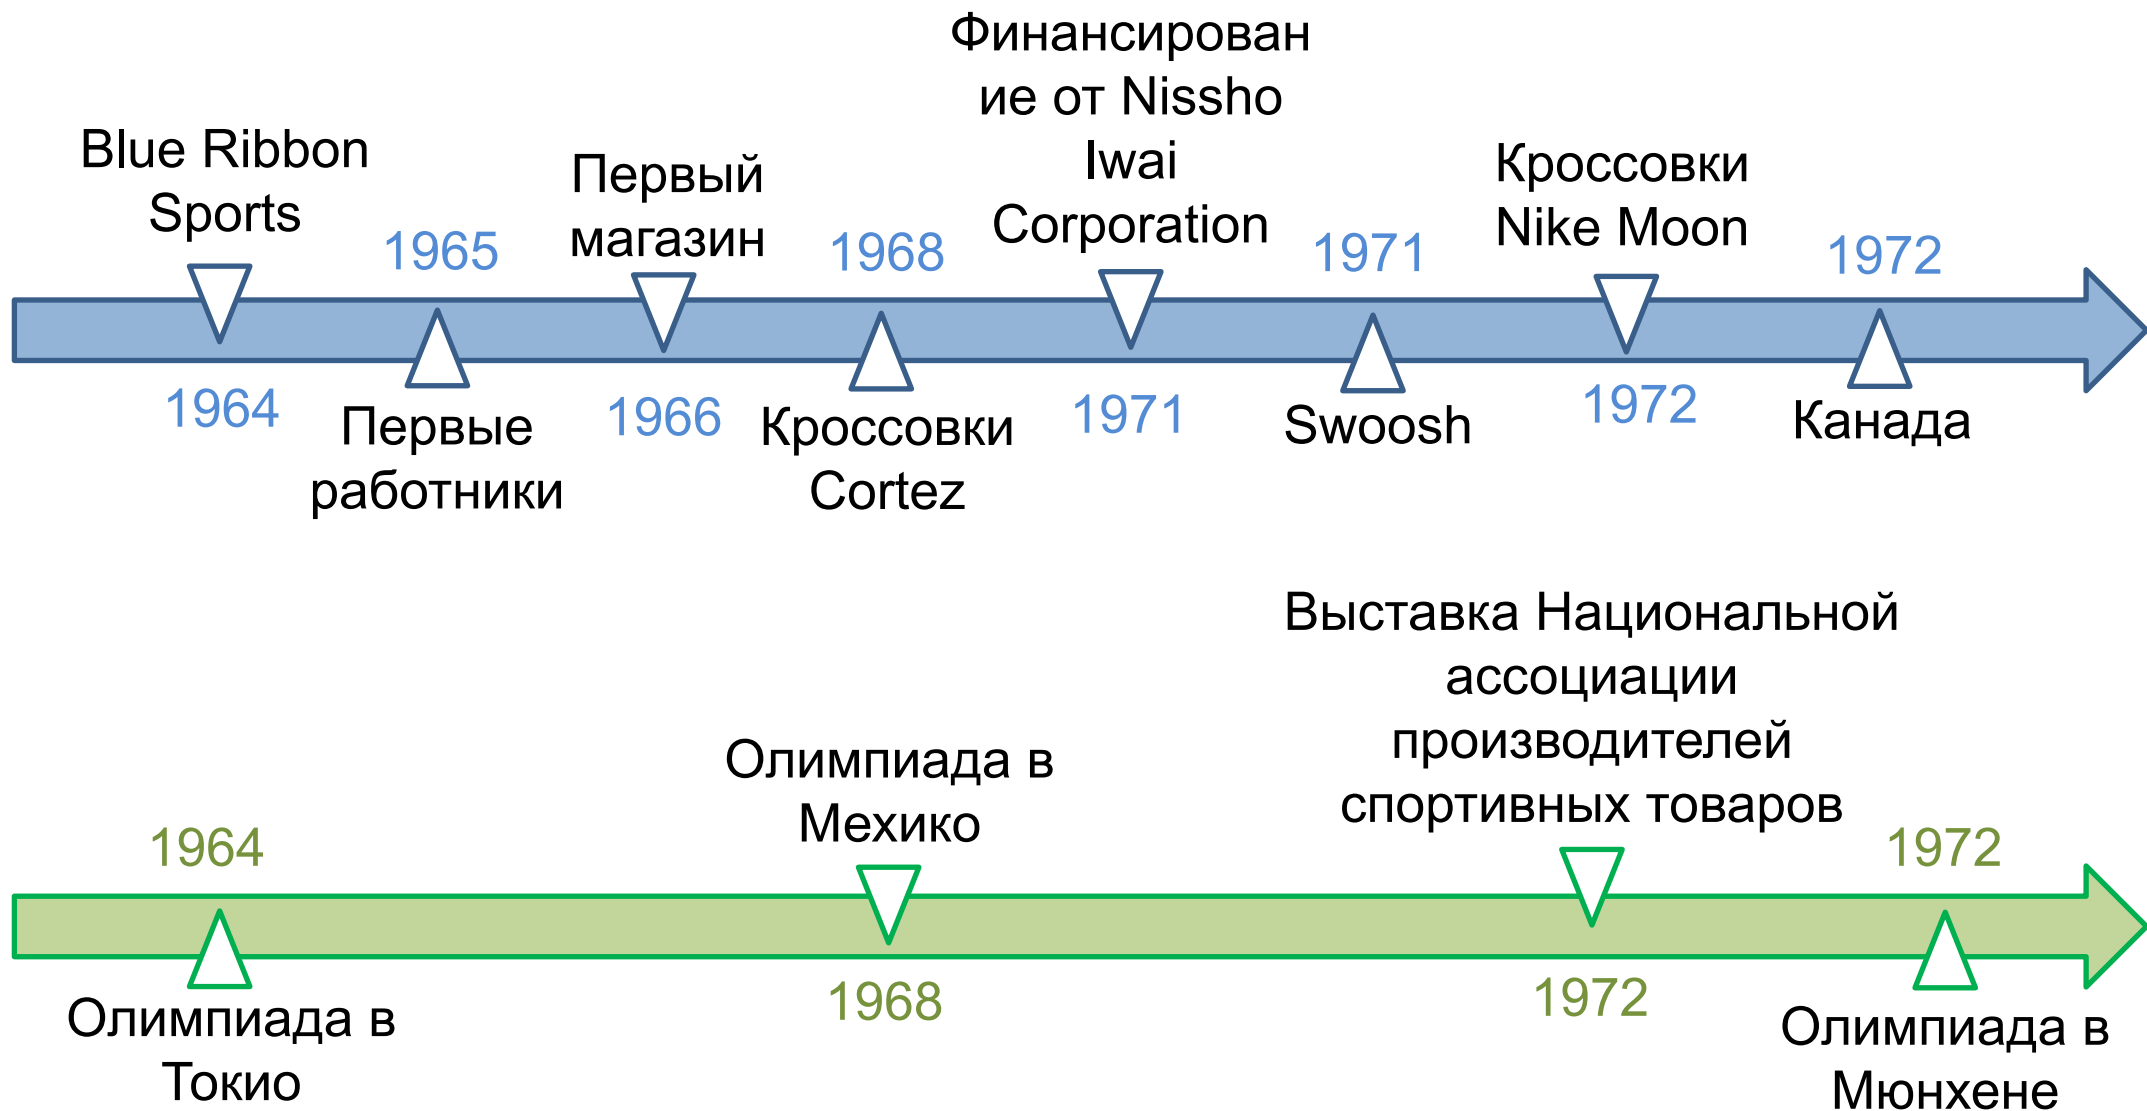 Финансирован
ие от Nissho
Iwai
Corporation
Blue Ribbon
Sports
1965
Первый
магазин
1968
1971
Кроссовки
Nike Moon
1972
1964
Первые
работники
1966
Кроссовки
Cortez
1971
Swoosh
1972
Канада
Выставка Национальной
ассоциации
производителей
спортивных товаров
Олимпиада в
Мехико
1964
1972
Олимпиада в
Токио
1968
1972
Олимпиада в
Мюнхене